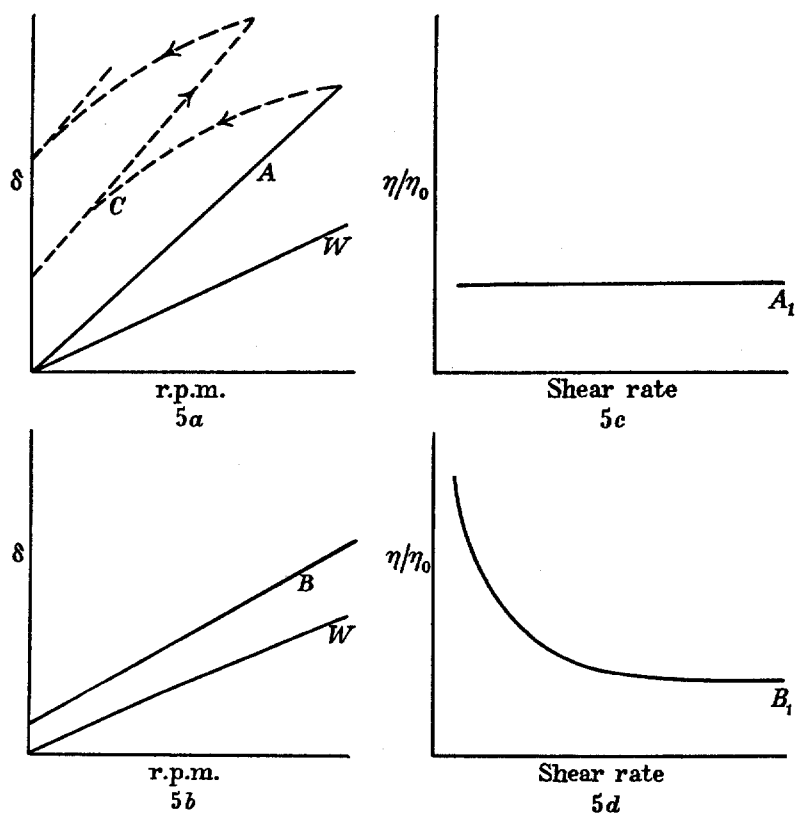 δ
A
C
W
r.p.m.
5a
η/η₀
A₁
Shear rate
5c
δ
B
W
r.p.m.
5b
η/η₀
B₁
Shear rate
5d